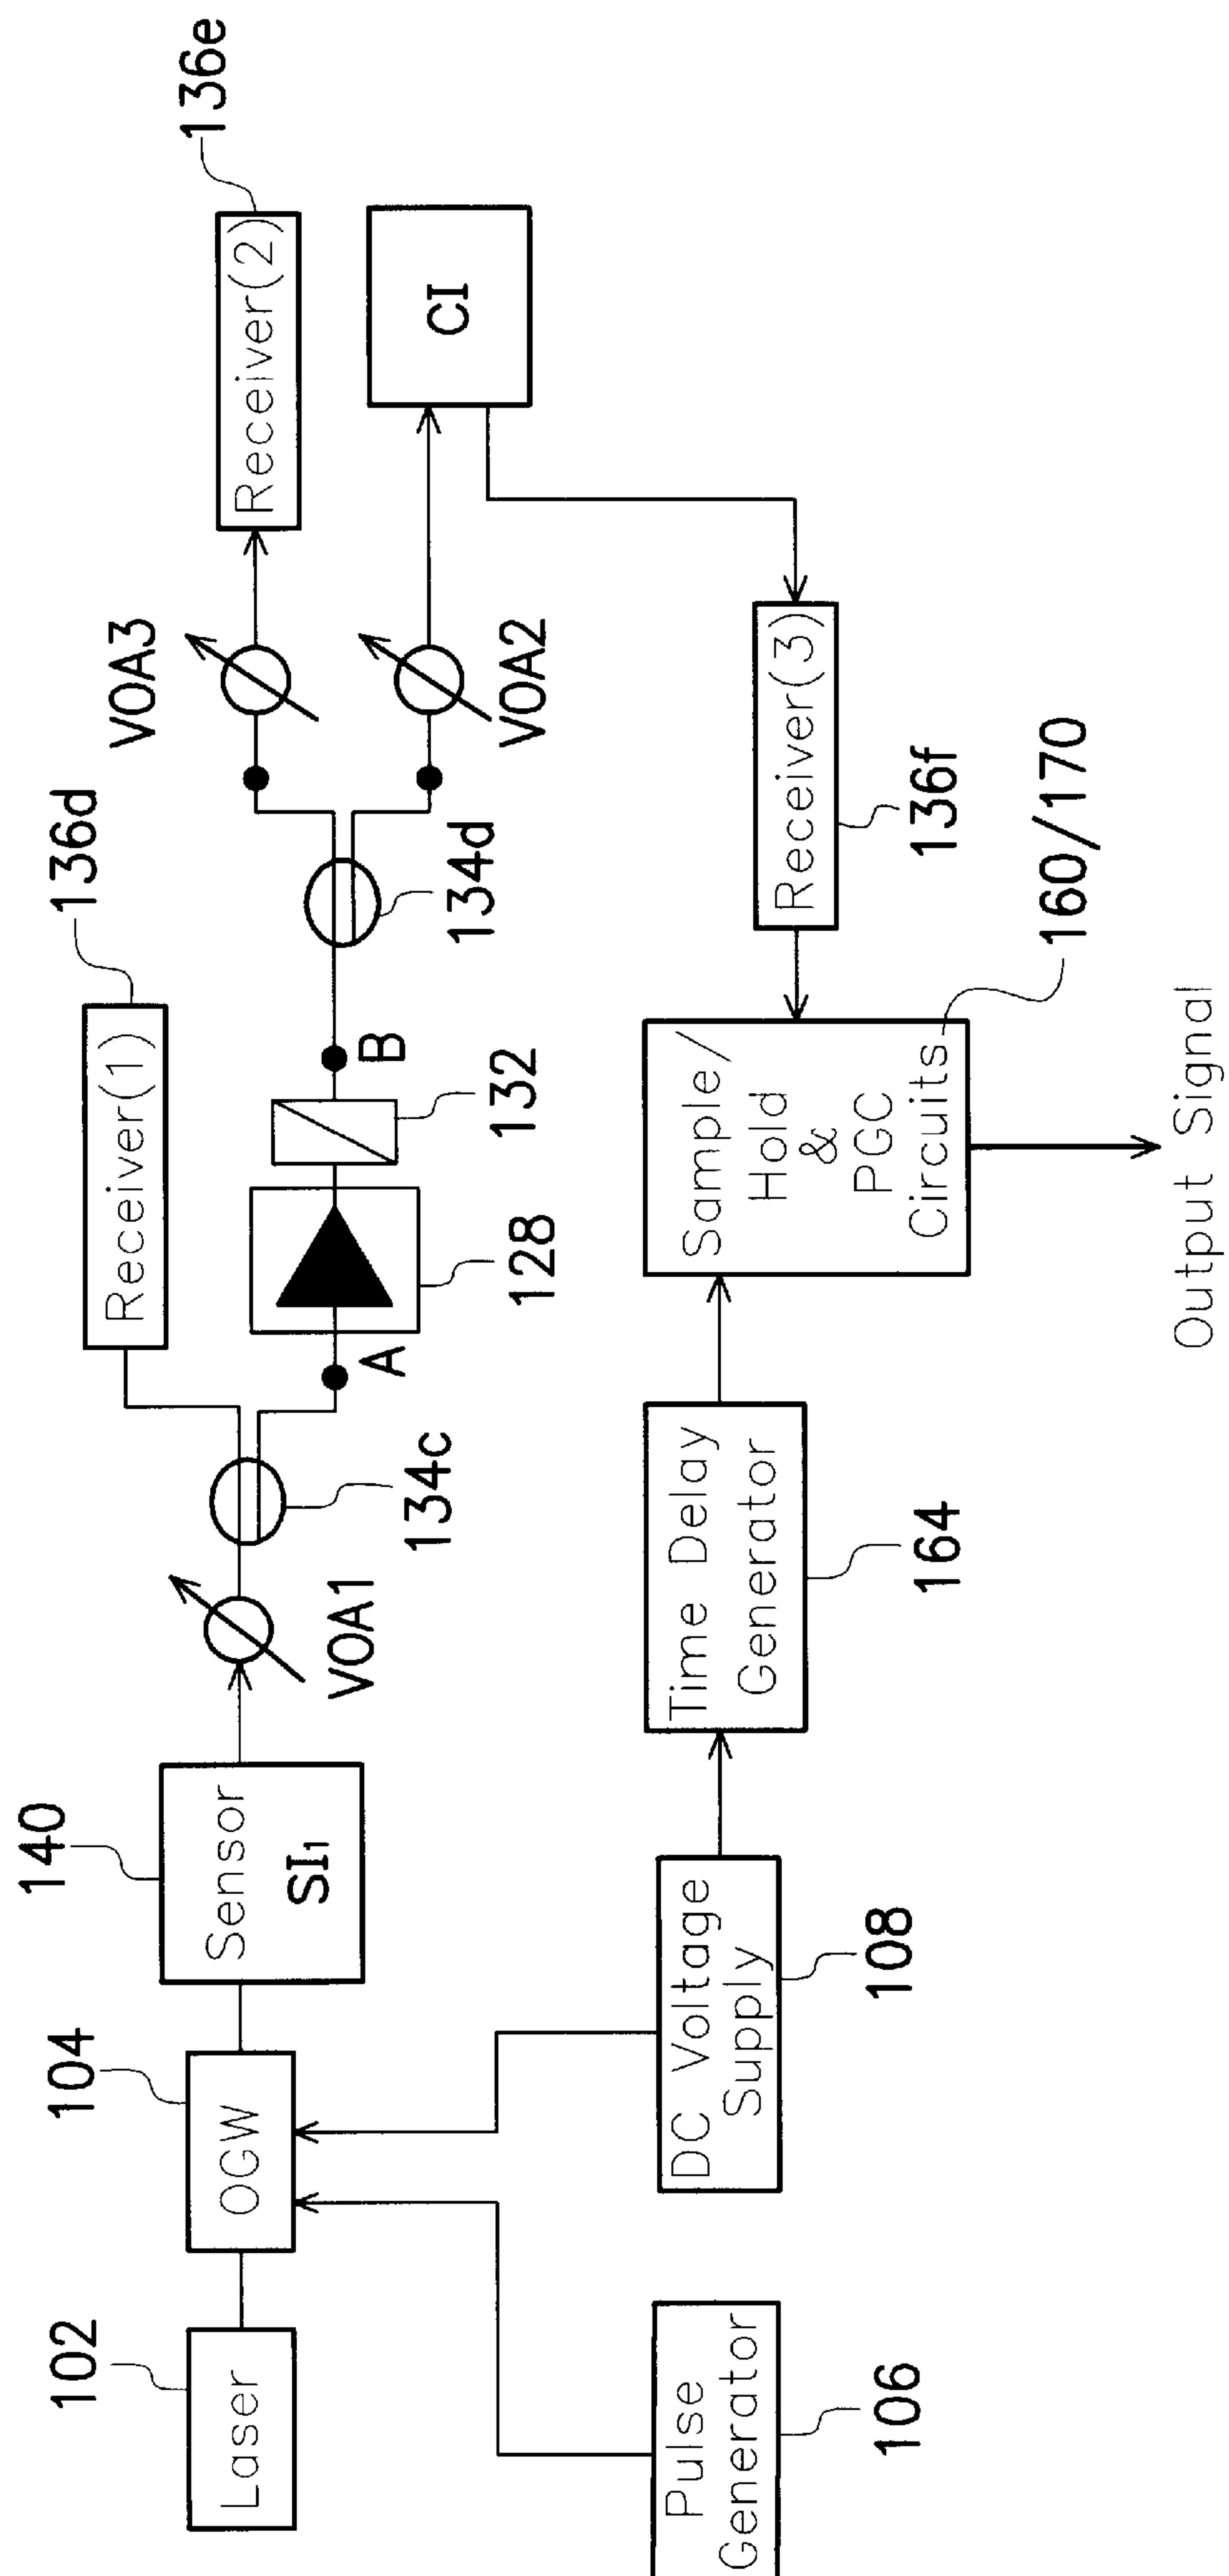 102
Laser
104
OGW
140
Sensor
SI1
VOA1
134c
136d
Receiver(1)
A
128
132
B
134d
VOA3
VOA2
136e
Receiver(2)
CI
Pulse
Generator
106
DC Voltage
Supply
108
Time Delay
Generator
164
Sample/
Hold
&
PGC
Circuits
160/170
Receiver(3)
136f
Output Signal